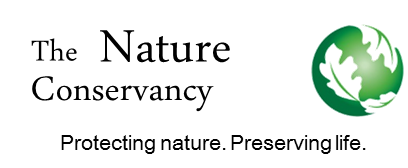 The Nature
Conservancy
Protecting nature. Preserving life.